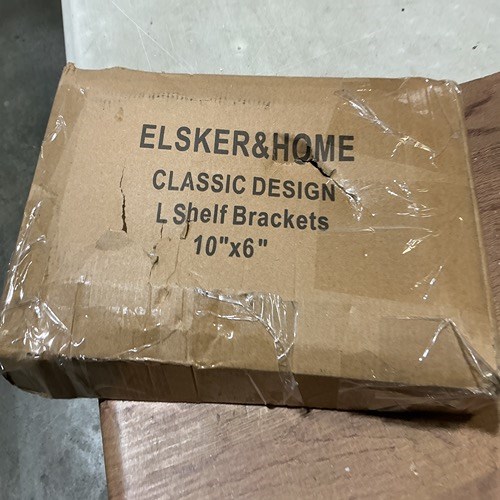 ELSKER&HOME
CLASSIC DESIGN
L Shelf Brackets
10"x6"